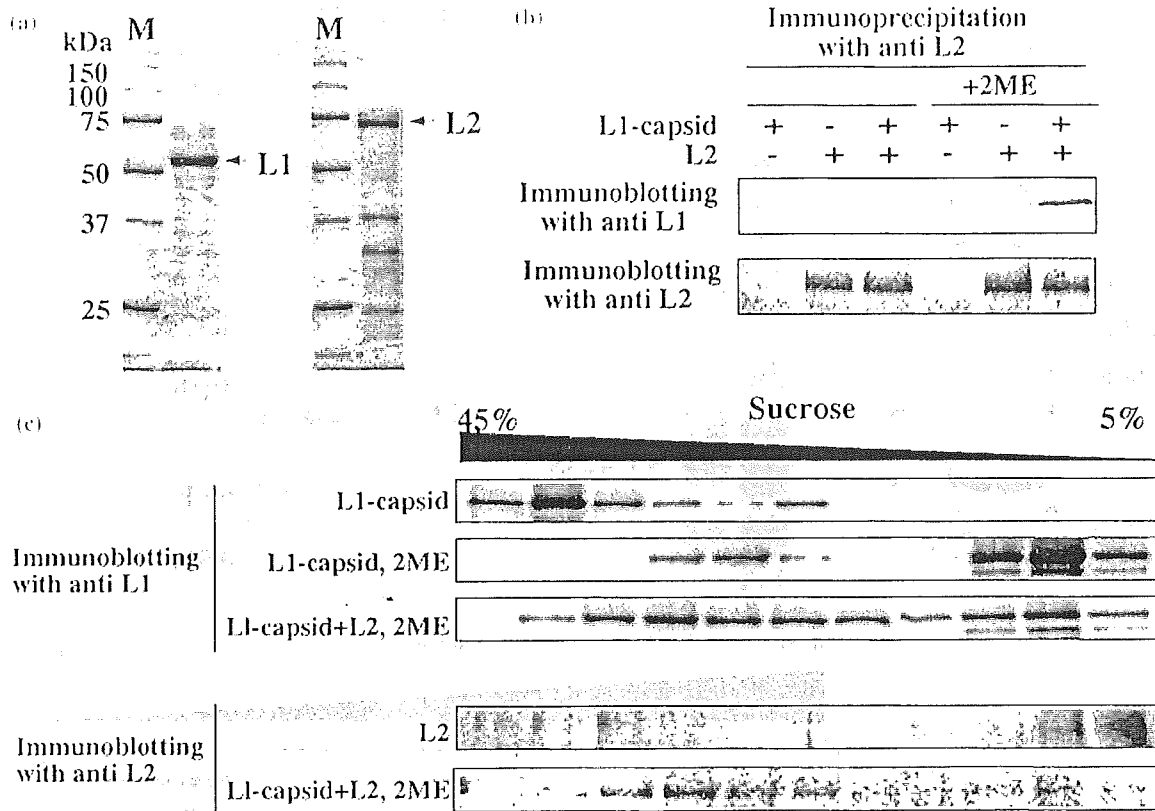 (a)
kDa
M
M
150
100
75
50
37
25
L1
L2
(b)
Immunoprecipitation
with anti L2
+2ME
L1-capsid + - + + - +
L2 - + + - + +
Immunoblotting
with anti L1
Immunoblotting
with anti L2
(c)
45%
Sucrose
5%
Immunoblotting
with anti L1
L1-capsid
L1-capsid, 2ME
L1-capsid+L2, 2ME
Immunoblotting
with anti L2
L2
L1-capsid+L2, 2ME